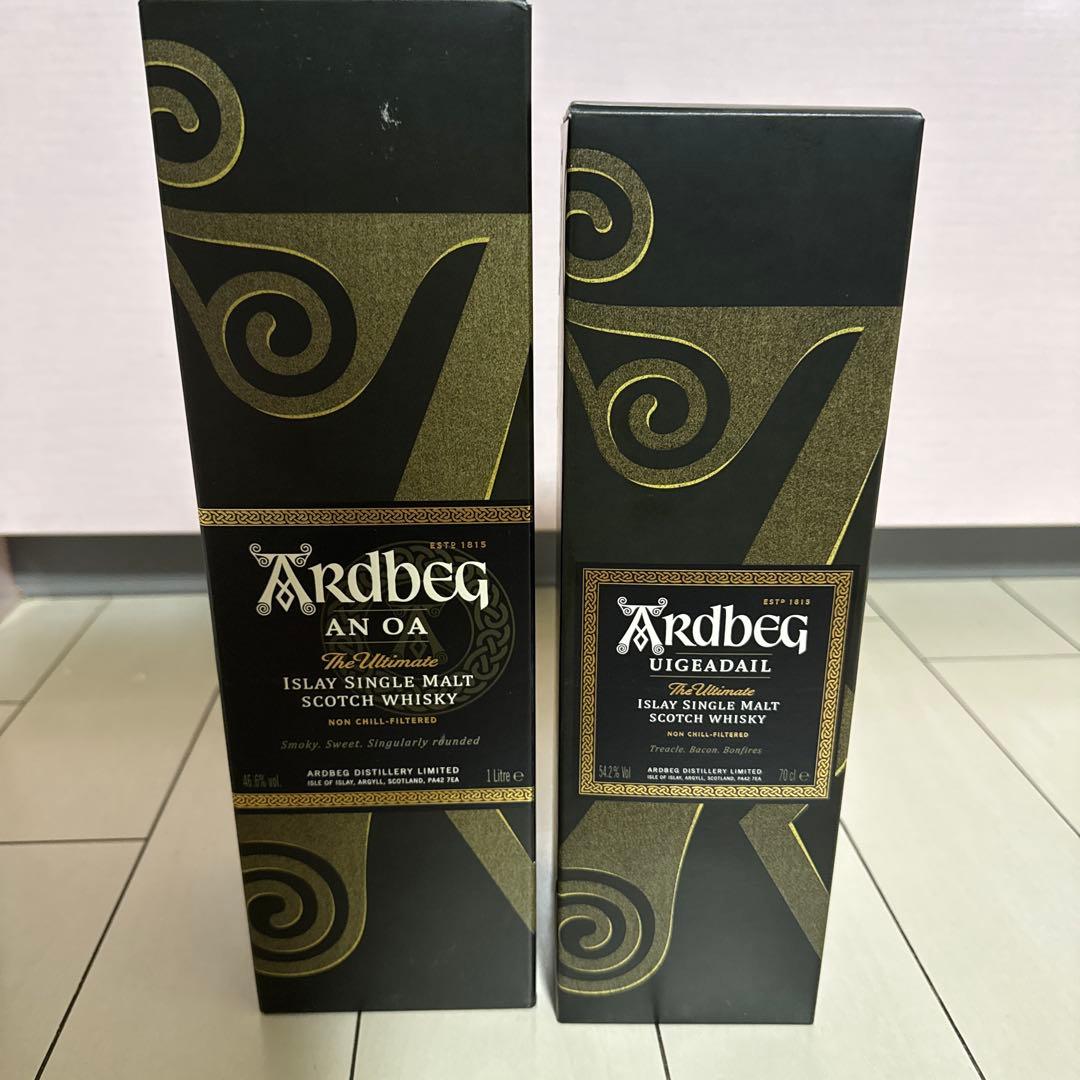 ESTD 1815
ARDBEG
AN OA
The Ultimate
ISLAY SINGLE MALT
SCOTCH WHISKY
NON CHILL-FILTERED
Smoky. Sweet. Singularly rounded
ARDBEG DISTILLERY LIMITED
ISLE OF ISLAY, ARGYLL, SCOTLAND, PA42 7EA
46.6% vol
1 Litre e
ESTD 1815
ARDBEG
UIGEADAIL
The Ultimate
ISLAY SINGLE MALT
SCOTCH WHISKY
NON CHILL-FILTERED
Treacle. Bacon. Bonfires
ARDBEG DISTILLERY LIMITED
ISLE OF ISLAY, ARGYLL, SCOTLAND, PA42 7EA
54.2% Vol
70 cl e